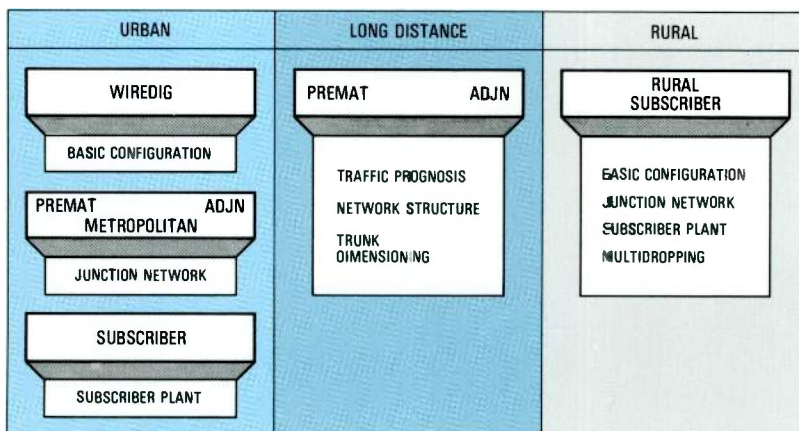 URBAN
WIREDIG
BASIC CONFIGURATION
PREMAT ADJN
METROPOLITAN
JUNCTION NETWORK
SUBSCRIBER
SUBSCRIBER PLANT
LONG DISTANCE
PREMAT ADJN
TRAFFIC PROGNOSIS
NETWORK STRUCTURE
TRUNK
DIMENSIONING
RURAL
RURAL
SUBSCRIBER
BASIC CONFIGURATION
JUNCTION NETWORK
SUBSCRIBER PLANT
MULTIDROPPING